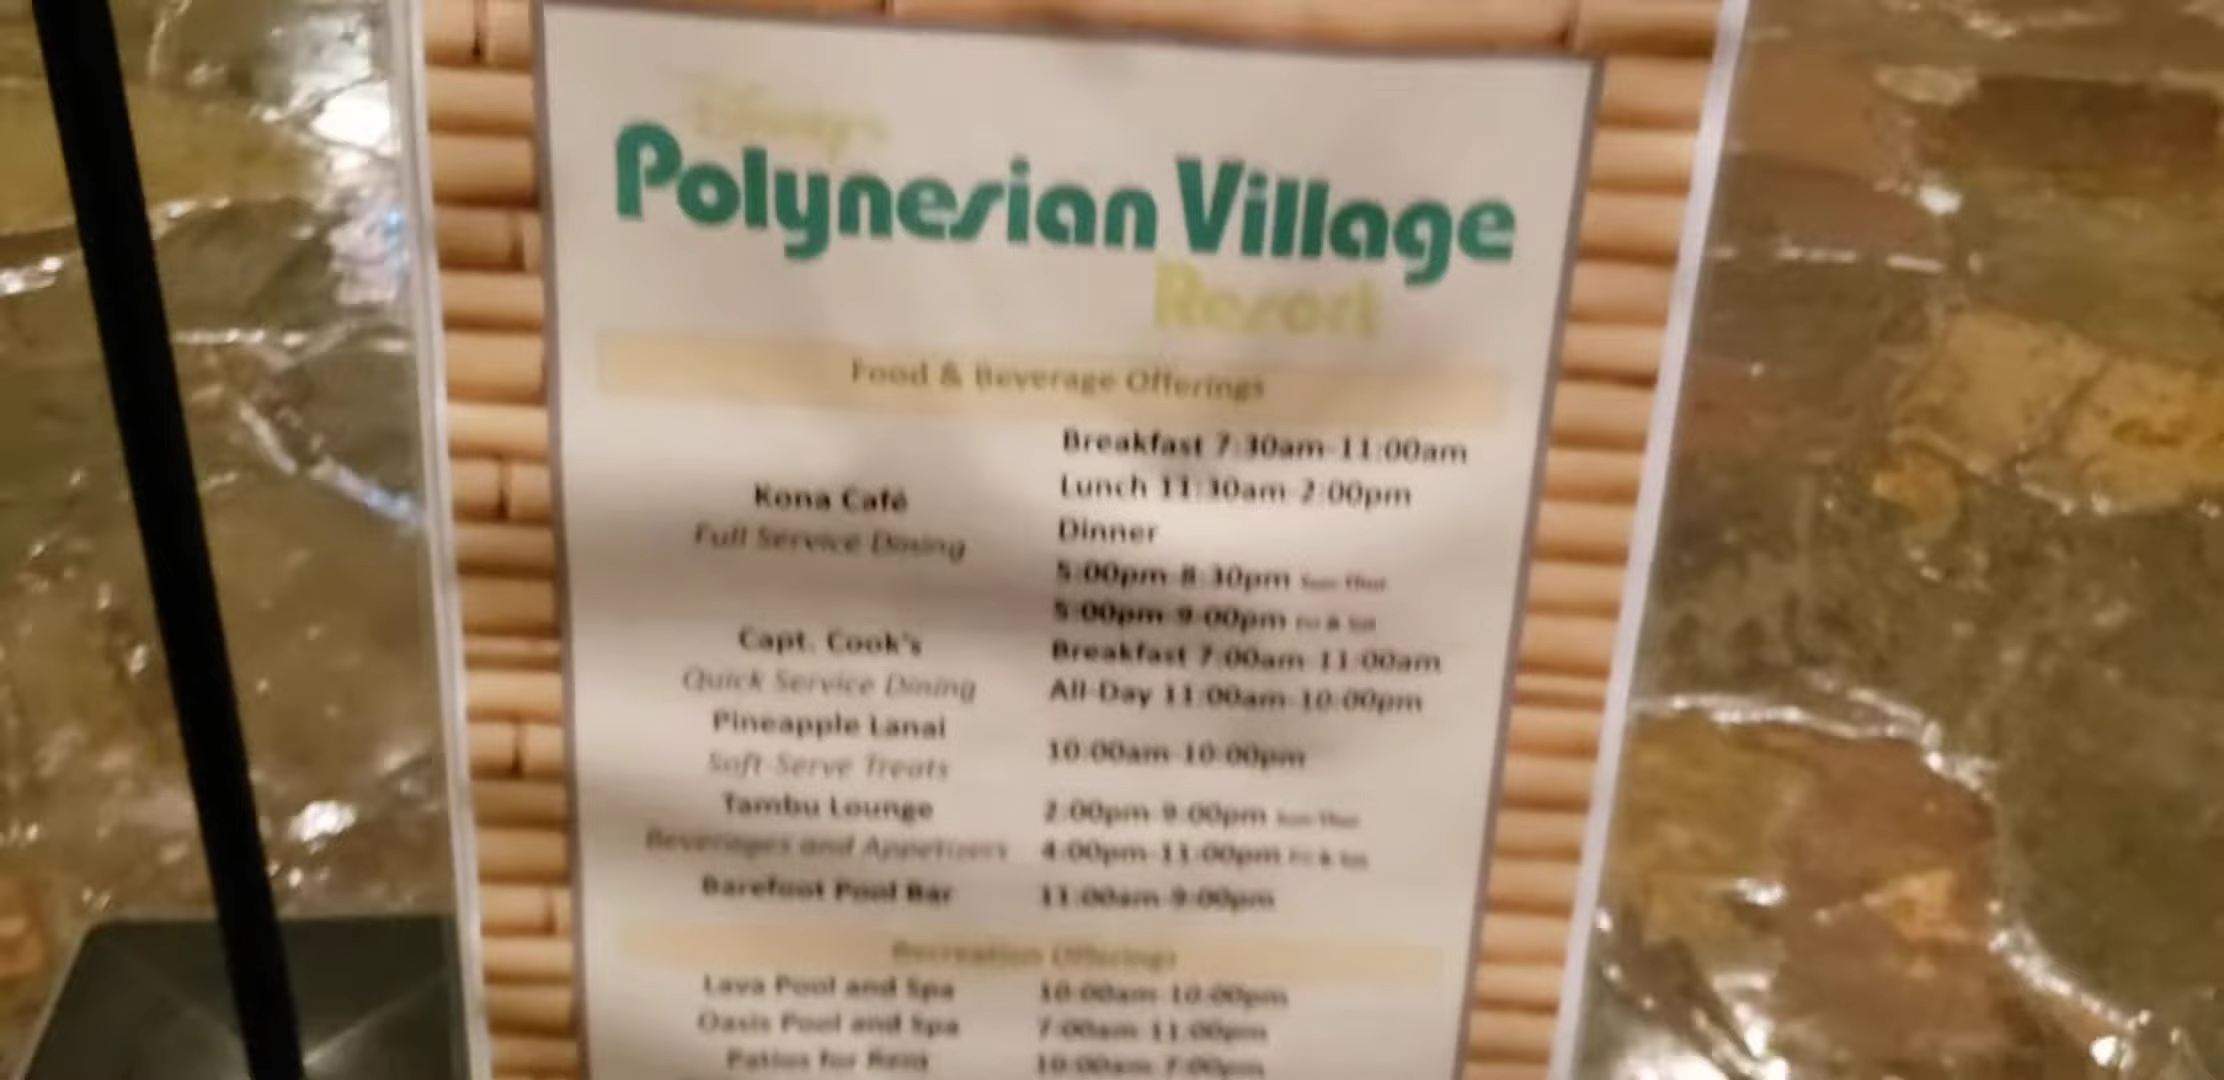 Disney's
Polynesian Village
Resort
Food & Beverage Offerings
Kona Café
Full Service Dining
Breakfast 7:30am-11:00am
Lunch 11:30am-2:00pm
Dinner
5:00pm-8:30pm Sun-Thur
5:00pm-9:00pm Fri & Sat
Capt. Cook's
Quick Service Dining
Breakfast 7:00am-11:00am
All-Day 11:00am-10:00pm
Pineapple Lanai
Soft-Serve Treats
10:00am-10:00pm
Tambu Lounge
Beverages and Appetizers
2:00pm-9:00pm Sun-Thur
4:00pm-11:00pm Fri & Sat
Barefoot Pool Bar
11:00am-9:00pm
Recreation Offerings
Lava Pool and Spa 10:00am-10:00pm
Oasis Pool and Spa 7:00am-11:00pm
Patios for Rent 10:00am-7:00pm